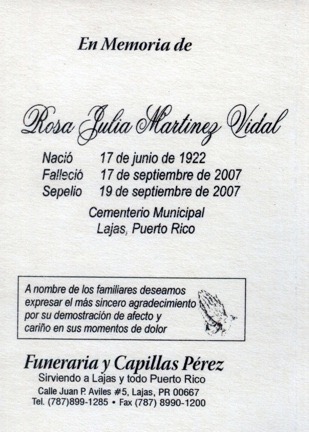 En Memoria de
Rosa Julia Martinez Vidal
Nació 17 de junio de 1922
Falleció 17 de septiembre de 2007
Sepelio 19 de septiembre de 2007
Cementerio Municipal
Lajas, Puerto Rico
A nombre de los familiares deseamos
expresar el más sincero agradecimiento
por su demostración de afecto y
cariño en sus momentos de dolor
Funeraria y Capillas Pérez
Sirviendo a Lajas y todo Puerto Rico
Calle Juan P. Aviles #5, Lajas, PR 00667
Tel. (787)899-1285 • Fax (787) 8990-1200